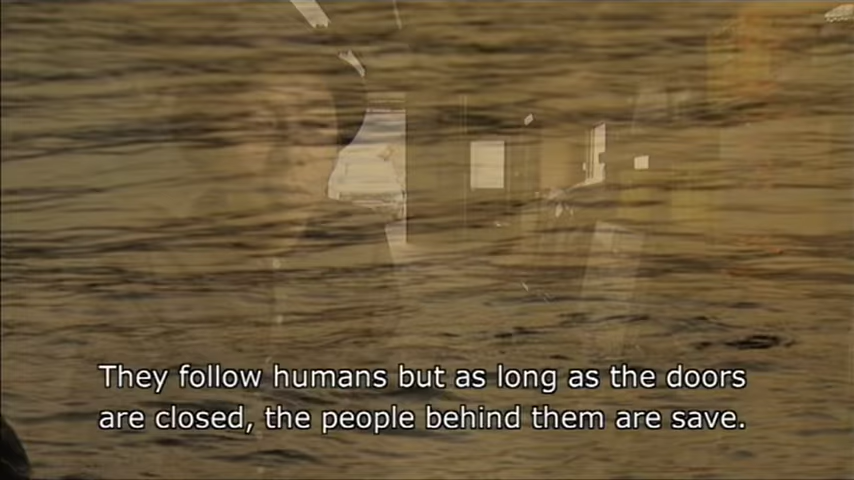 They follow humans but as long as the doors
are closed, the people behind them are save.